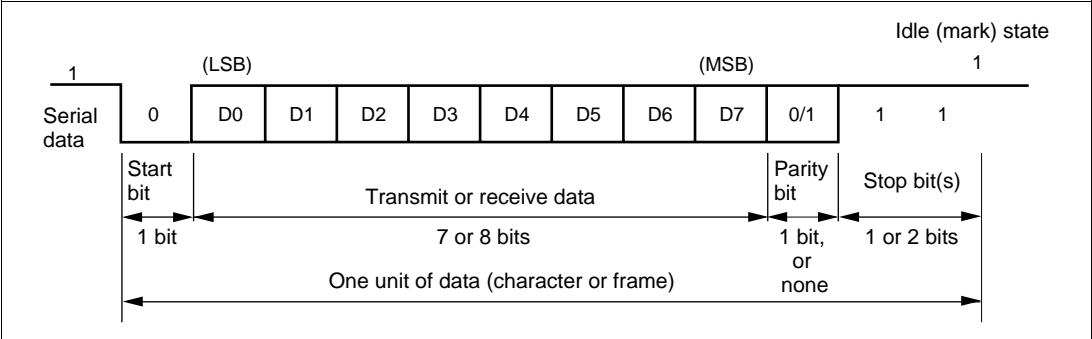 Idle (mark) state
1 (LSB) (MSB) 1
Serial data
0 D0 D1 D2 D3 D4 D5 D6 D7 0/1 1 1
Start bit
Transmit or receive data
Parity bit
Stop bit(s)
1 bit
7 or 8 bits
1 bit, or none
1 or 2 bits
One unit of data (character or frame)